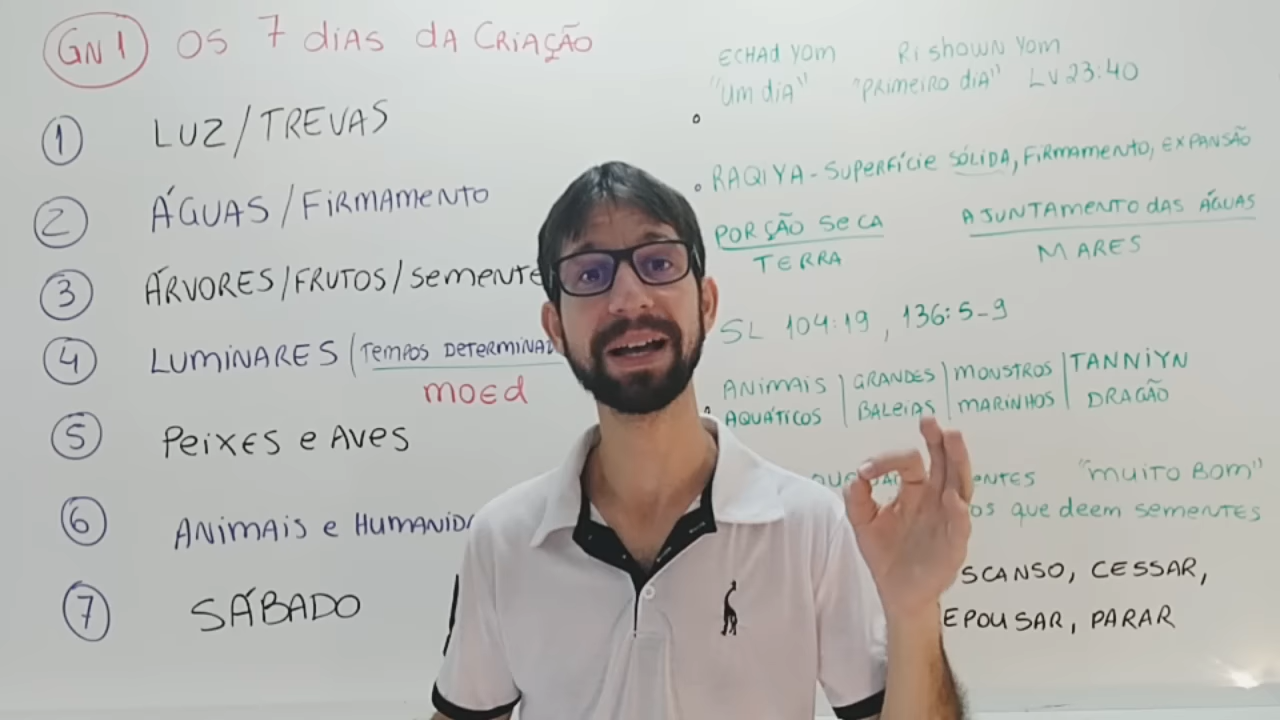 GN 1 OS 7 DIAS DA CRIAÇÃO
1 LUZ/TREVAS
2 ÁGUAS/FIRMAMENTO
3 ÁRVORES/FRUTOS/SEMENTE
4 LUMINARES (TEMPOS DETERMINAD
MOED
5 PEIXES E AVES
6 ANIMAIS E HUMANIDA
7 SÁBADO
ECHAD YOM RISHOWN YOM
"UM DIA" "PRIMEIRO DIA" LV 23:40
RAQIYA - SUPERFÍCIE SÓLIDA, FIRMAMENTO, EXPANSÃO
PORÇÃO SECA AJUNTAMENTO DAS ÁGUAS
TERRA MARES
SL 104:19, 136:5-9
ANIMAIS | GRANDES | MONSTROS | TANNIYN
AQUÁTICOS | BALEIAS | MARINHOS | DRAGÃO
ENTES "MUITO BOM"
OS QUE DEEM SEMENTES
SCANSO, CESSAR,
EPOUSAR, PARAR